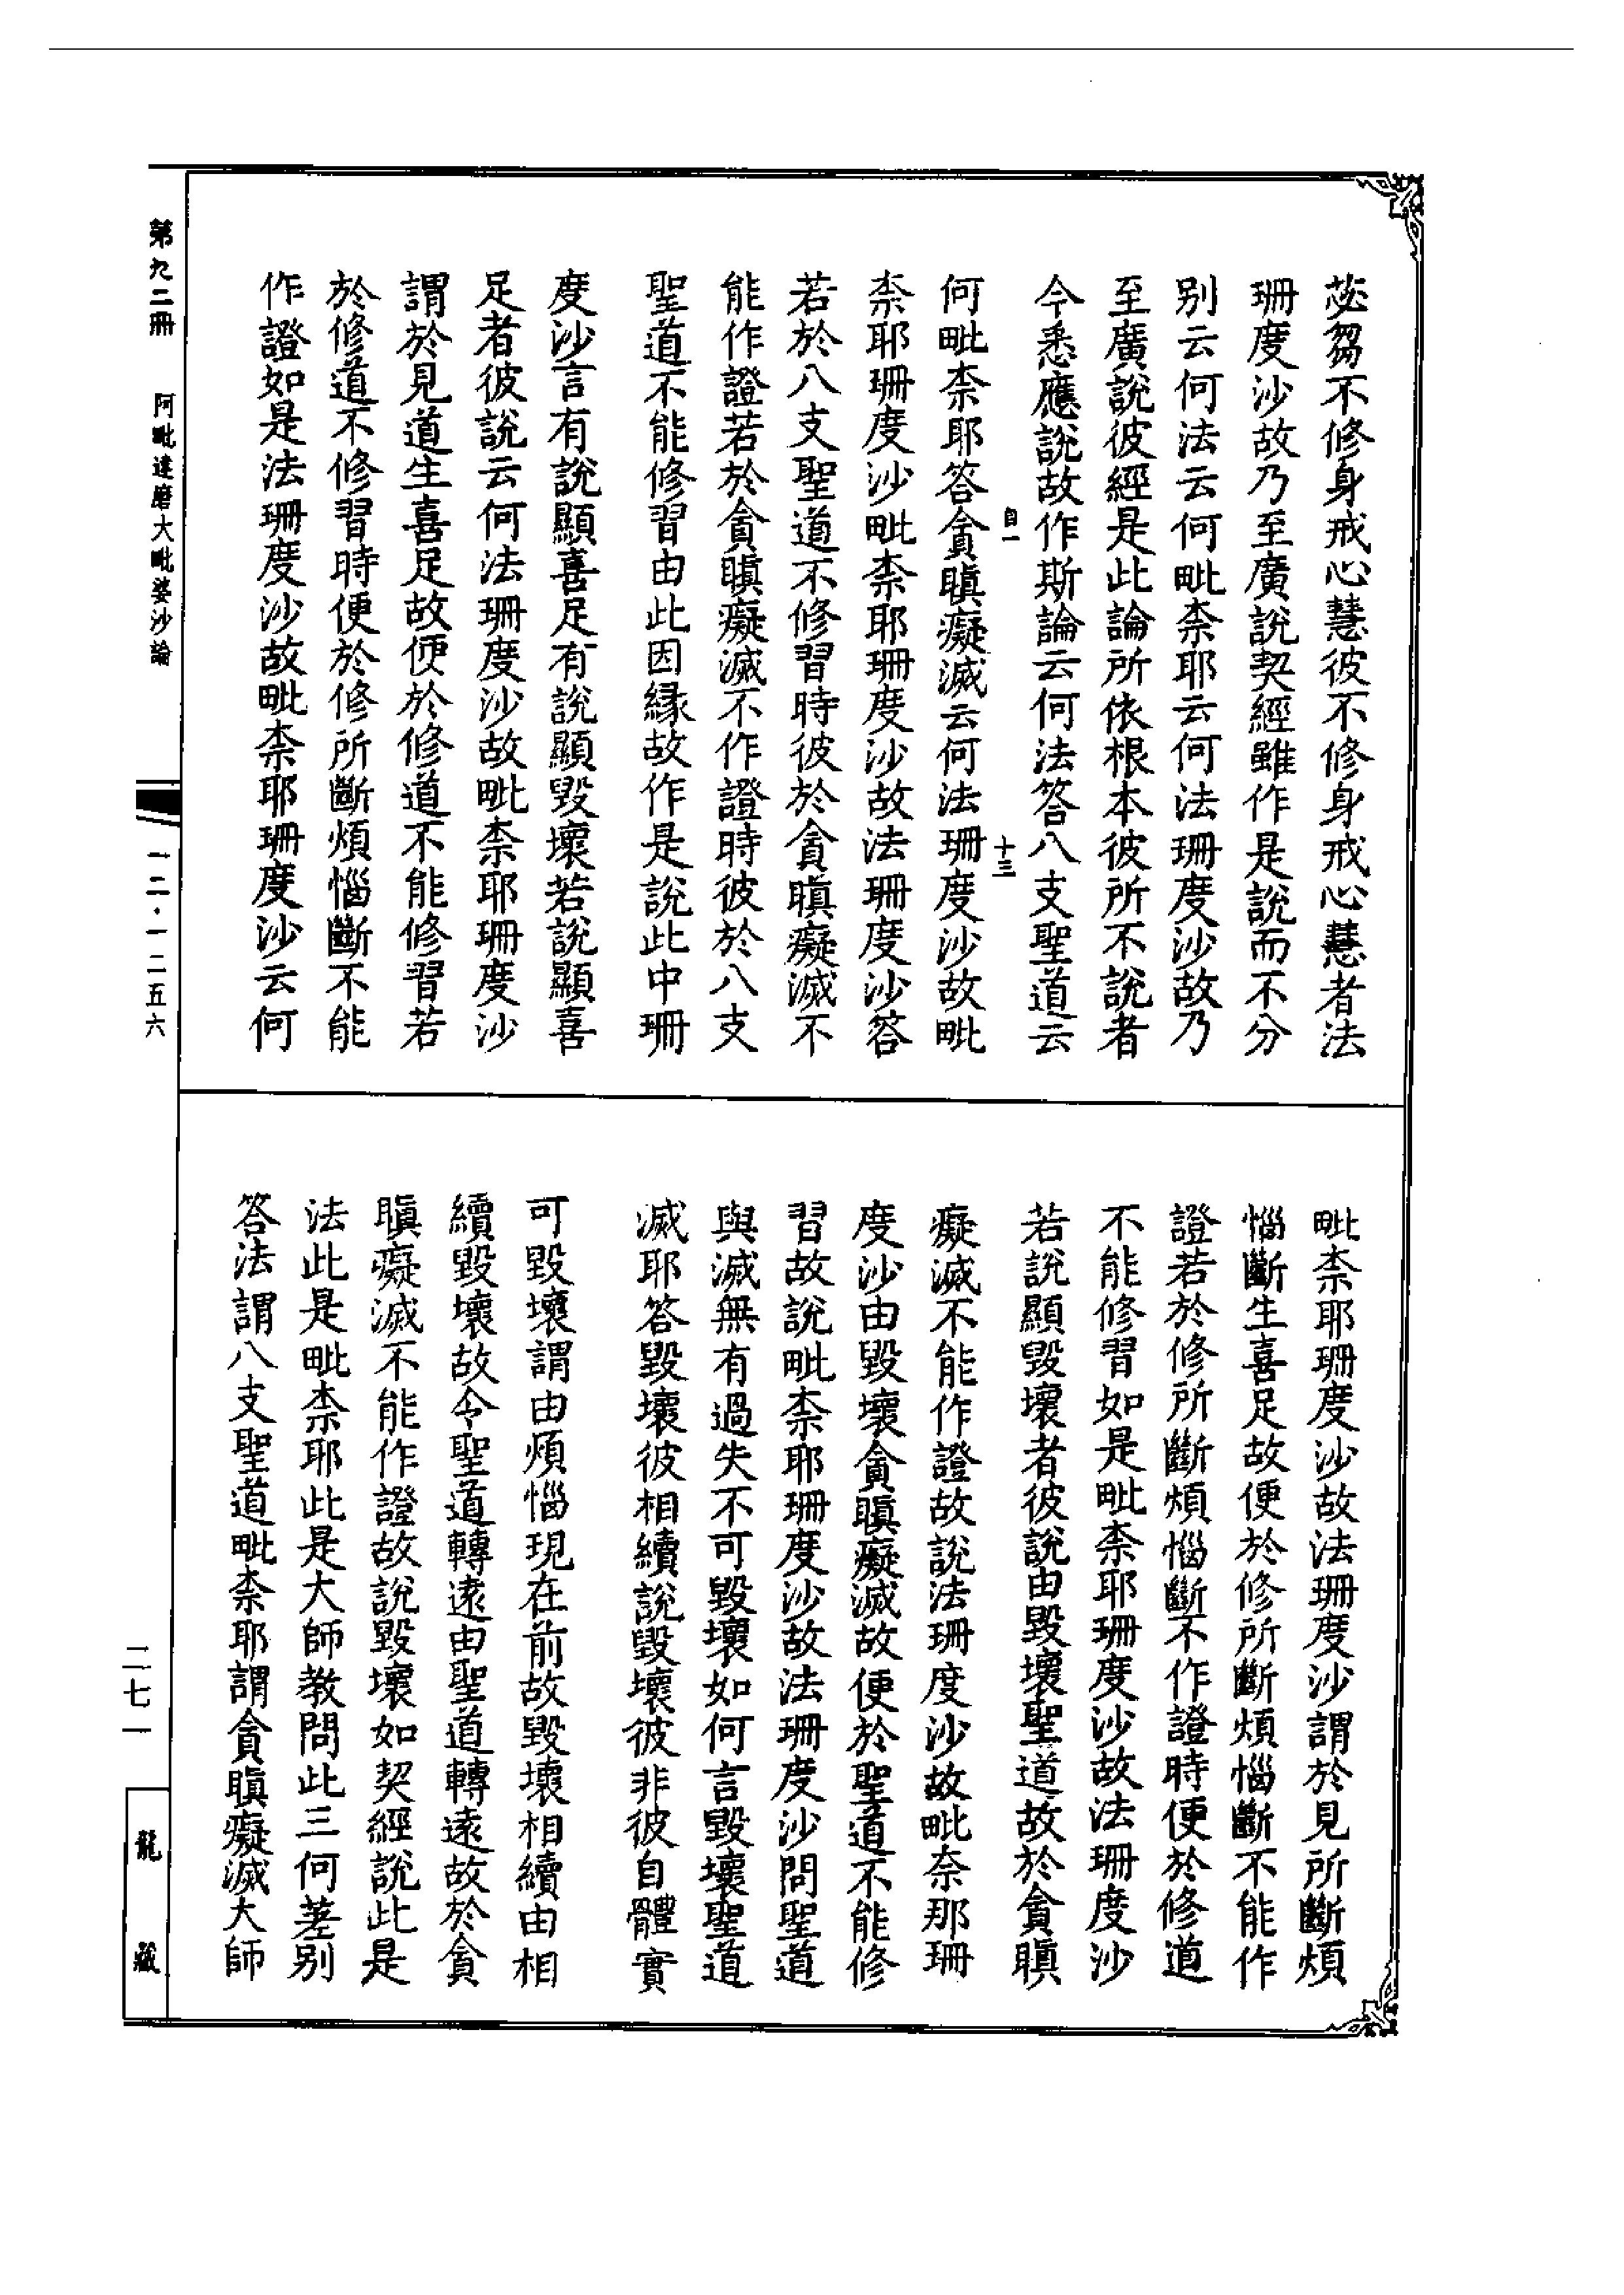 苾芻不修身戒心慧彼不修身戒心慧者法
珊度沙故乃至廣說契經雖作是說而不分
别云何法云何毗柰耶云何法珊度沙故乃
至廣說彼經是此論所依根本彼所不說者
今悉應說故作斯論云何法答八支聖道云
自一
十三
何毗柰耶答貪瞋癡滅云何法珊度沙故毗
柰耶珊度沙毗柰耶珊度沙故法珊度沙答
若於八支聖道不修習時彼於貪瞋癡滅不
能作證若於貪瞋癡滅不作證時彼於八支
聖道不能修習由此因緣故作是說此中珊
度沙言有說顯喜足有說顯毀壞若說顯喜
足者彼說云何法珊度沙故毗柰耶珊度沙
謂於見道生喜足故便於修道不能修習若
於修道不修習時便於修所斷煩惱斷不能
作證如是法珊度沙故毗柰耶珊度沙云何
毗柰耶珊度沙故法珊度沙謂於見所斷煩
惱斷生喜足故便於修所斷煩惱斷不能作
證若於修所斷煩惱斷不作證時便於修道
不能修習如是毗柰耶珊度沙故法珊度沙
若說顯毀壞者彼說由毀壞聖道故於貪瞋
癡滅不能作證故說法珊度沙故毗奈那珊
度沙由毀壞貪瞋癡滅故便於聖道不能修
習故說毗柰耶珊度沙故法珊度沙問聖道
與滅無有過失不可毀壞如何言毀壞聖道
滅耶答毀壞彼相續說毀壞彼非彼自體實
可毀壞謂由煩惱現在前故毀壞相續由相
續毀壞故令聖道轉遠由聖道轉遠故於貪
瞋癡滅不能作證故說毀壞如契經說此是
法此是毗柰耶此是大師教問此三何差别
答法謂八支聖道毗柰耶謂貪瞋癡滅大師
第九二冊
阿毗達磨大毗婆沙論
一二·一二五六
二七一
龍藏